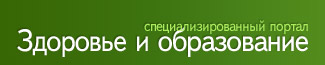 специализированный портал
Здоровье и образование